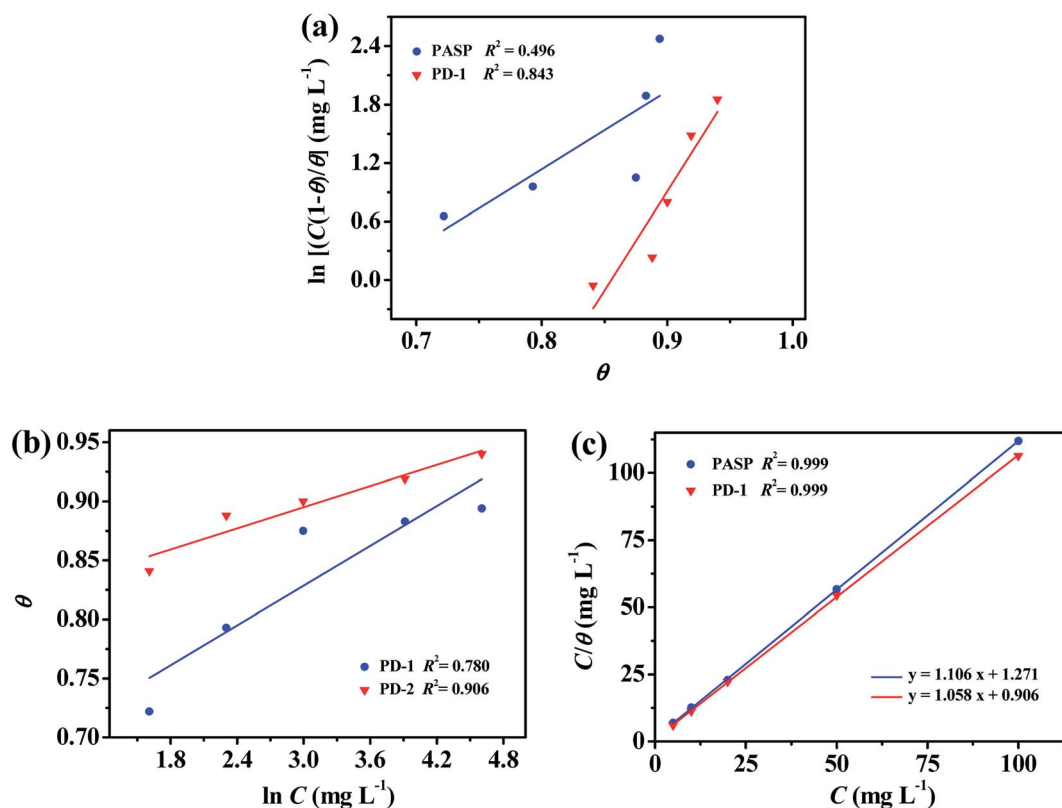 (a)
ln [(C(1-θ)/θ] (mg L⁻¹)
2.4
1.8
1.2
0.6
0.0
PASP R² = 0.496
PD-1 R² = 0.843
0.7 0.8 0.9 1.0
θ
(b)
θ
0.95
0.90
0.85
0.80
0.75
0.70
PD-1 R² = 0.780
PD-2 R² = 0.906
1.8 2.4 3.0 3.6 4.2 4.8
ln C (mg L⁻¹)
(c)
C/θ (mg L⁻¹)
100
75
50
25
0
PASP R² = 0.999
PD-1 R² = 0.999
y = 1.106 x + 1.271
y = 1.058 x + 0.906
0 25 50 75 100
C (mg L⁻¹)